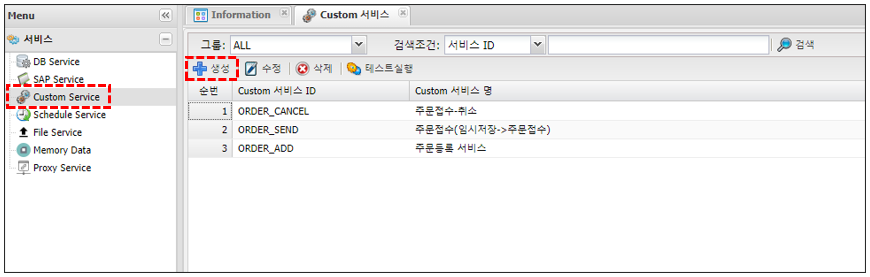 Menu
서비스
DB Service
SAP Service
Custom Service
Schedule Service
File Service
Memory Data
Proxy Service
Information
Custom 서비스
그룹: ALL 검색조건: 서비스 ID 검색
생성 수정 삭제 테스트실행
순번 Custom 서비스 ID Custom 서비스 명
1 ORDER_CANCEL 주문접수-취소
2 ORDER_SEND 주문접수(임시저장->주문접수)
3 ORDER_ADD 주문등록 서비스